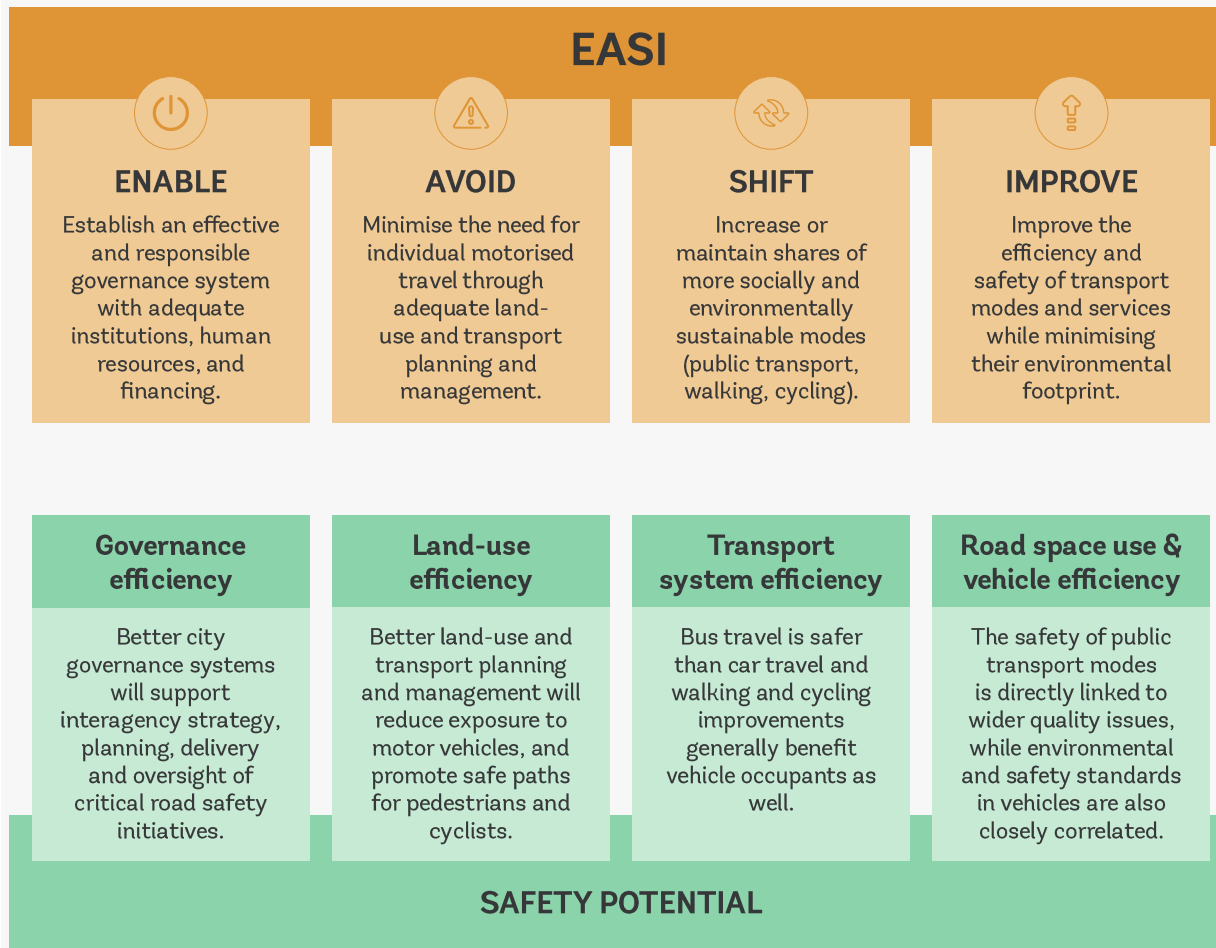 EASI
ENABLE
Establish an effective
and responsible
governance system
with adequate
institutions, human
resources, and
financing.
AVOID
Minimise the need for
individual motorised
travel through
adequate land-
use and transport
planning and
management.
SHIFT
Increase or
maintain shares of
more socially and
environmentally
sustainable modes
(public transport,
walking, cycling).
IMPROVE
Improve the
efficiency and
safety of transport
modes and services
while minimising
their environmental
footprint.
Governance
efficiency
Better city
governance systems
will support
interagency strategy,
planning, delivery
and oversight of
critical road safety
initiatives.
Land-use
efficiency
Better land-use and
transport planning
and management will
reduce exposure to
motor vehicles, and
promote safe paths
for pedestrians and
cyclists.
Transport
system efficiency
Bus travel is safer
than car travel and
walking and cycling
improvements
generally benefit
vehicle occupants as
well.
Road space use &
vehicle efficiency
The safety of public
transport modes
is directly linked to
wider quality issues,
while environmental
and safety standards
in vehicles are also
closely correlated.
SAFETY POTENTIAL